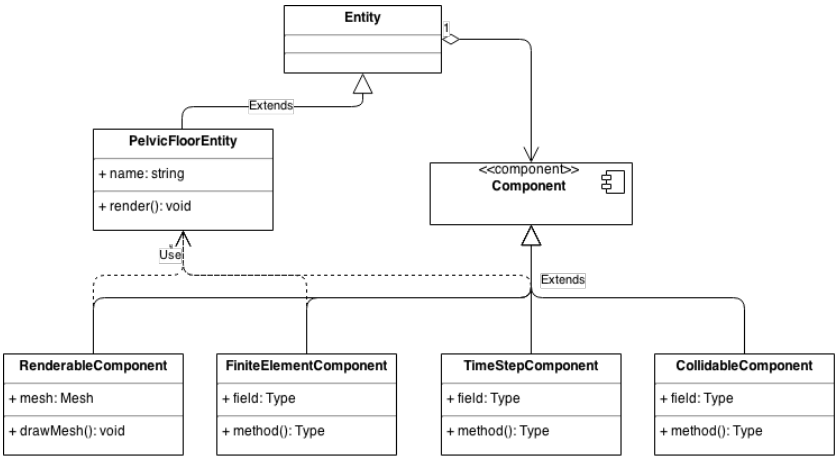 Entity
1
Extends
PelvicFloorEntity
+ name: string
+ render(): void
<<component>>
Component
Use
Extends
RenderableComponent
+ mesh: Mesh
+ drawMesh(): void
FiniteElementComponent
+ field: Type
+ method(): Type
TimeStepComponent
+ field: Type
+ method(): Type
CollidableComponent
+ field: Type
+ method(): Type